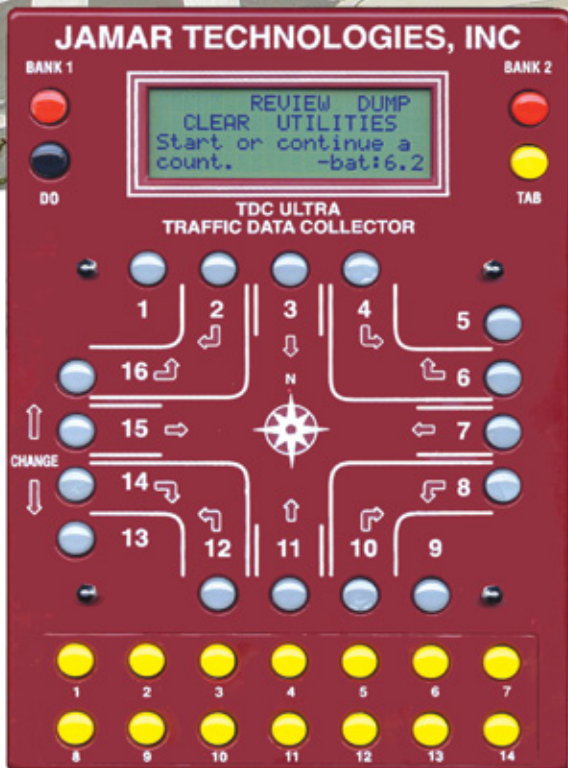 JAMAR TECHNOLOGIES, INC
BANK 1
BANK 2
REVIEW DUMP
CLEAR UTILITIES
Start or continue a
count. -bat:6.2
DO
TAB
TDC ULTRA
TRAFFIC DATA COLLECTOR
1 2 3 4
5
16 6
N
15 7
CHANGE
14 8
13 12 11 10 9
1 2 3 4 5 6 7
8 9 10 11 12 13 14